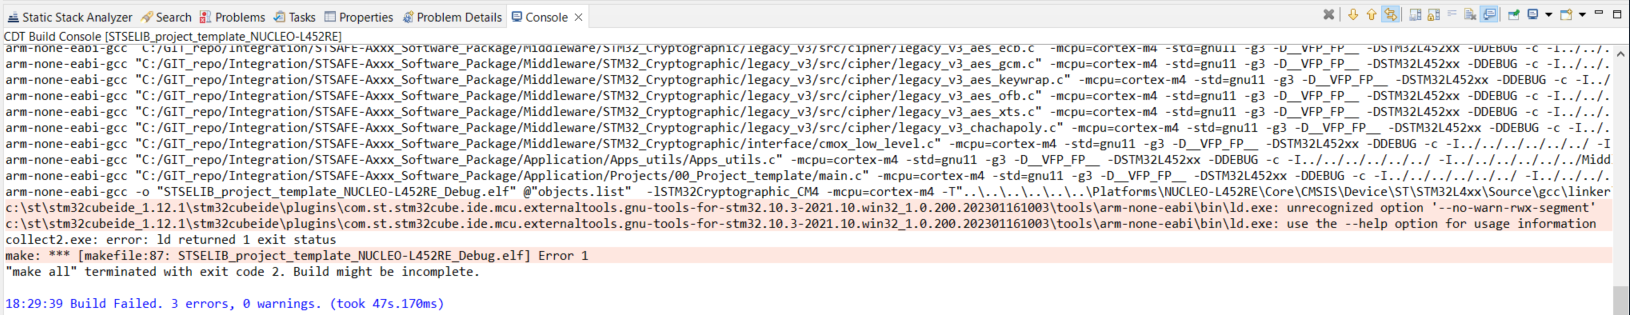 Static Stack Analyzer Search Problems Tasks Properties Problem Details Console
CDT Build Console [STSELIB_project_template_NUCLEO-L452RE]
arm-none-eabi-gcc "C:/GIT_repo/Integration/STSAFE-Axxx_Software_Package/Middleware/STM32_Cryptographic/legacy_v3/src/cipher/legacy_v3_aes_ecb.c" -mcpu=cortex-m4 -std=gnu11 -g3 -D__VFP_FP__ -DSTM32L452xx -DDEBUG -c -I../../.
arm-none-eabi-gcc "C:/GIT_repo/Integration/STSAFE-Axxx_Software_Package/Middleware/STM32_Cryptographic/legacy_v3/src/cipher/legacy_v3_aes_gcm.c" -mcpu=cortex-m4 -std=gnu11 -g3 -D__VFP_FP__ -DSTM32L452xx -DDEBUG -c -I../../.
arm-none-eabi-gcc "C:/GIT_repo/Integration/STSAFE-Axxx_Software_Package/Middleware/STM32_Cryptographic/legacy_v3/src/cipher/legacy_v3_aes_keywrap.c" -mcpu=cortex-m4 -std=gnu11 -g3 -D__VFP_FP__ -DSTM32L452xx -DDEBUG -c -I../
arm-none-eabi-gcc "C:/GIT_repo/Integration/STSAFE-Axxx_Software_Package/Middleware/STM32_Cryptographic/legacy_v3/src/cipher/legacy_v3_aes_ofb.c" -mcpu=cortex-m4 -std=gnu11 -g3 -D__VFP_FP__ -DSTM32L452xx -DDEBUG -c -I../../.
arm-none-eabi-gcc "C:/GIT_repo/Integration/STSAFE-Axxx_Software_Package/Middleware/STM32_Cryptographic/legacy_v3/src/cipher/legacy_v3_aes_xts.c" -mcpu=cortex-m4 -std=gnu11 -g3 -D__VFP_FP__ -DSTM32L452xx -DDEBUG -c -I../../.
arm-none-eabi-gcc "C:/GIT_repo/Integration/STSAFE-Axxx_Software_Package/Middleware/STM32_Cryptographic/legacy_v3/src/cipher/legacy_v3_chachapoly.c" -mcpu=cortex-m4 -std=gnu11 -g3 -D__VFP_FP__ -DSTM32L452xx -DDEBUG -c -I../../.
arm-none-eabi-gcc "C:/GIT_repo/Integration/STSAFE-Axxx_Software_Package/Middleware/STM32_Cryptographic/interface/cmox_low_level.c" -mcpu=cortex-m4 -std=gnu11 -g3 -D__VFP_FP__ -DSTM32L452xx -DDEBUG -c -I../../../../../../ -I
arm-none-eabi-gcc "C:/GIT_repo/Integration/STSAFE-Axxx_Software_Package/Application/Apps_utils/Apps_utils.c" -mcpu=cortex-m4 -std=gnu11 -g3 -D__VFP_FP__ -DSTM32L452xx -DDEBUG -c -I../../../../../../ -I../../../../../../Midd
arm-none-eabi-gcc "C:/GIT_repo/Integration/STSAFE-Axxx_Software_Package/Application/Projects/00_Project_template/main.c" -mcpu=cortex-m4 -std=gnu11 -g3 -D__VFP_FP__ -DSTM32L452xx -DDEBUG -c -I../../../../../../ -I../../../.
arm-none-eabi-gcc -o "STSELIB_project_template_NUCLEO-L452RE_Debug.elf" @"objects.list" -lSTM32Cryptographic_CM4 -mcpu=cortex-m4 -T"..\..\..\..\..\..\Platforms\NUCLEO-L452RE\Core\CMSIS\Device\ST\STM32L4xx\Source\gcc\linker
c:\st\stm32cubeide_1.12.1\stm32cubeide\plugins\com.st.stm32cube.ide.mcu.externaltools.gnu-tools-for-stm32.10.3-2021.10.win32_1.0.200.202301161003\tools\arm-none-eabi\bin\ld.exe: unrecognized option '--no-warn-rwx-segment'
c:\st\stm32cubeide_1.12.1\stm32cubeide\plugins\com.st.stm32cube.ide.mcu.externaltools.gnu-tools-for-stm32.10.3-2021.10.win32_1.0.200.202301161003\tools\arm-none-eabi\bin\ld.exe: use the --help option for usage information
collect2.exe: error: ld returned 1 exit status
make: *** [makefile:87: STSELIB_project_template_NUCLEO-L452RE_Debug.elf] Error 1
"make all" terminated with exit code 2. Build might be incomplete.
18:29:39 Build Failed. 3 errors, 0 warnings. (took 47s.170ms)